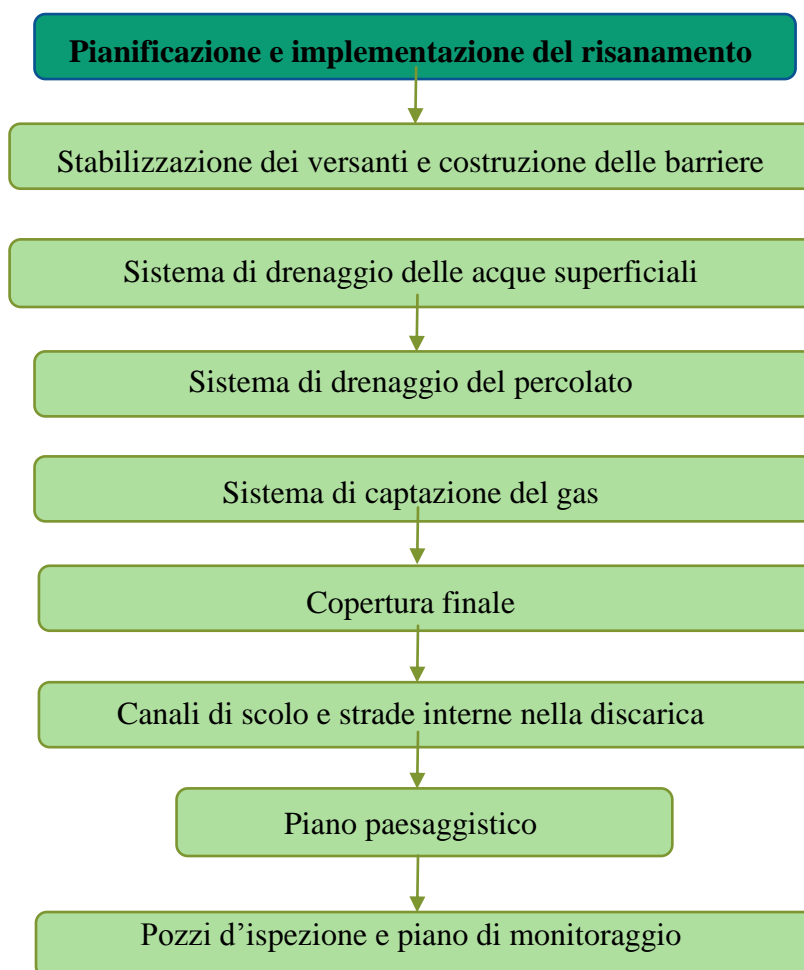 Pianificazione e implementazione del risanamento
Stabilizzazione dei versanti e costruzione delle barriere
Sistema di drenaggio delle acque superficiali
Sistema di drenaggio del percolato
Sistema di captazione del gas
Copertura finale
Canali di scolo e strade interne nella discarica
Piano paesaggistico
Pozzi d’ispezione e piano di monitoraggio